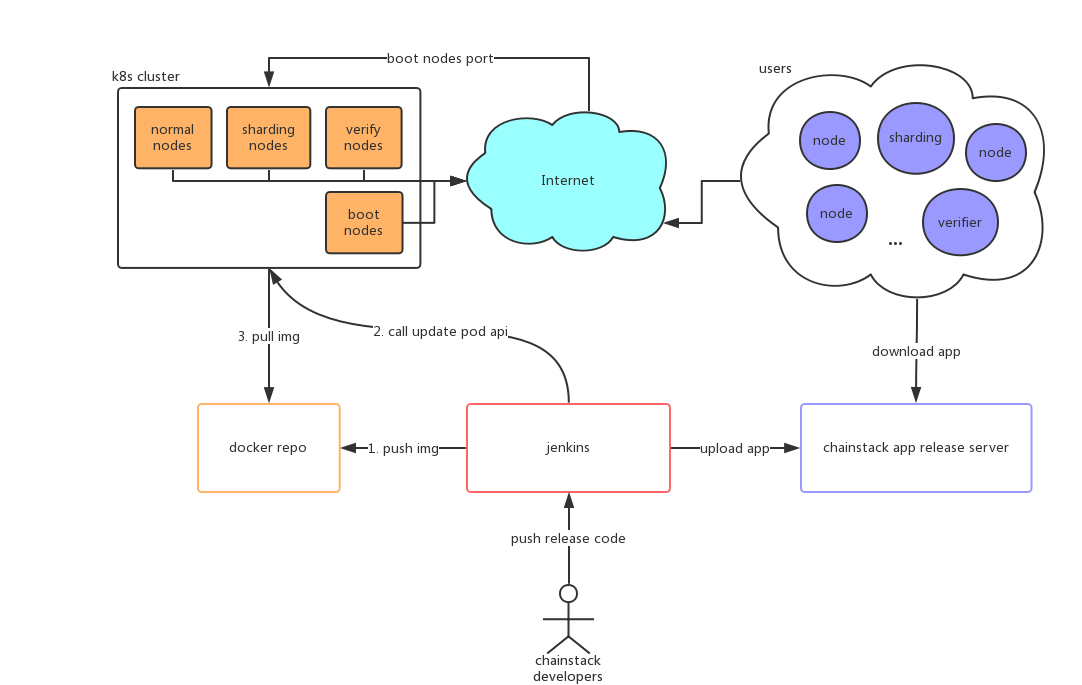 boot nodes port
users
k8s cluster
normal
nodes
sharding
nodes
verify
nodes
boot
nodes
Internet
node
sharding
node
node
verifier
...
3. pull img
2. call update pod api
download app
docker repo
1. push img
jenkins
upload app
chainstack app release server
push release code
chainstack
developers